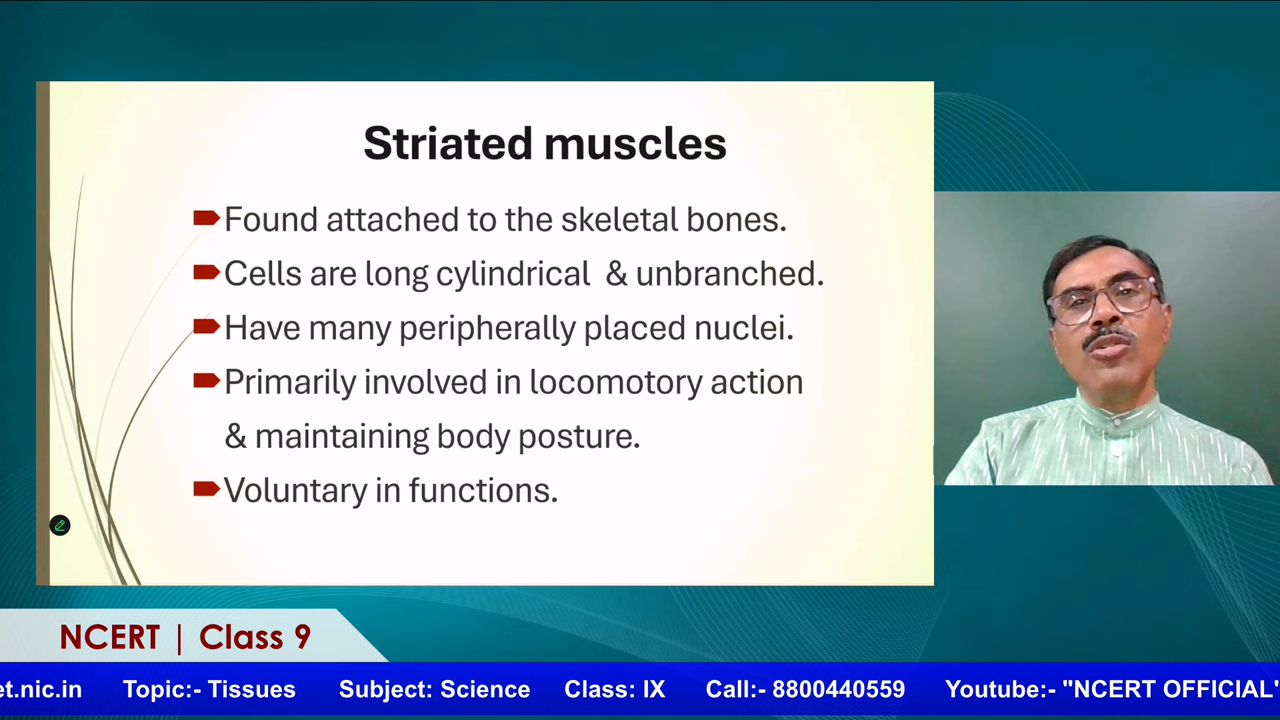 Striated muscles
Found attached to the skeletal bones.
Cells are long cylindrical & unbranched.
Have many peripherally placed nuclei.
Primarily involved in locomotory action
& maintaining body posture.
Voluntary in functions.
NCERT | Class 9
et.nic.in Topic:- Tissues Subject: Science Class: IX Call:- 8800440559 Youtube:- "NCERT OFFICIAL"